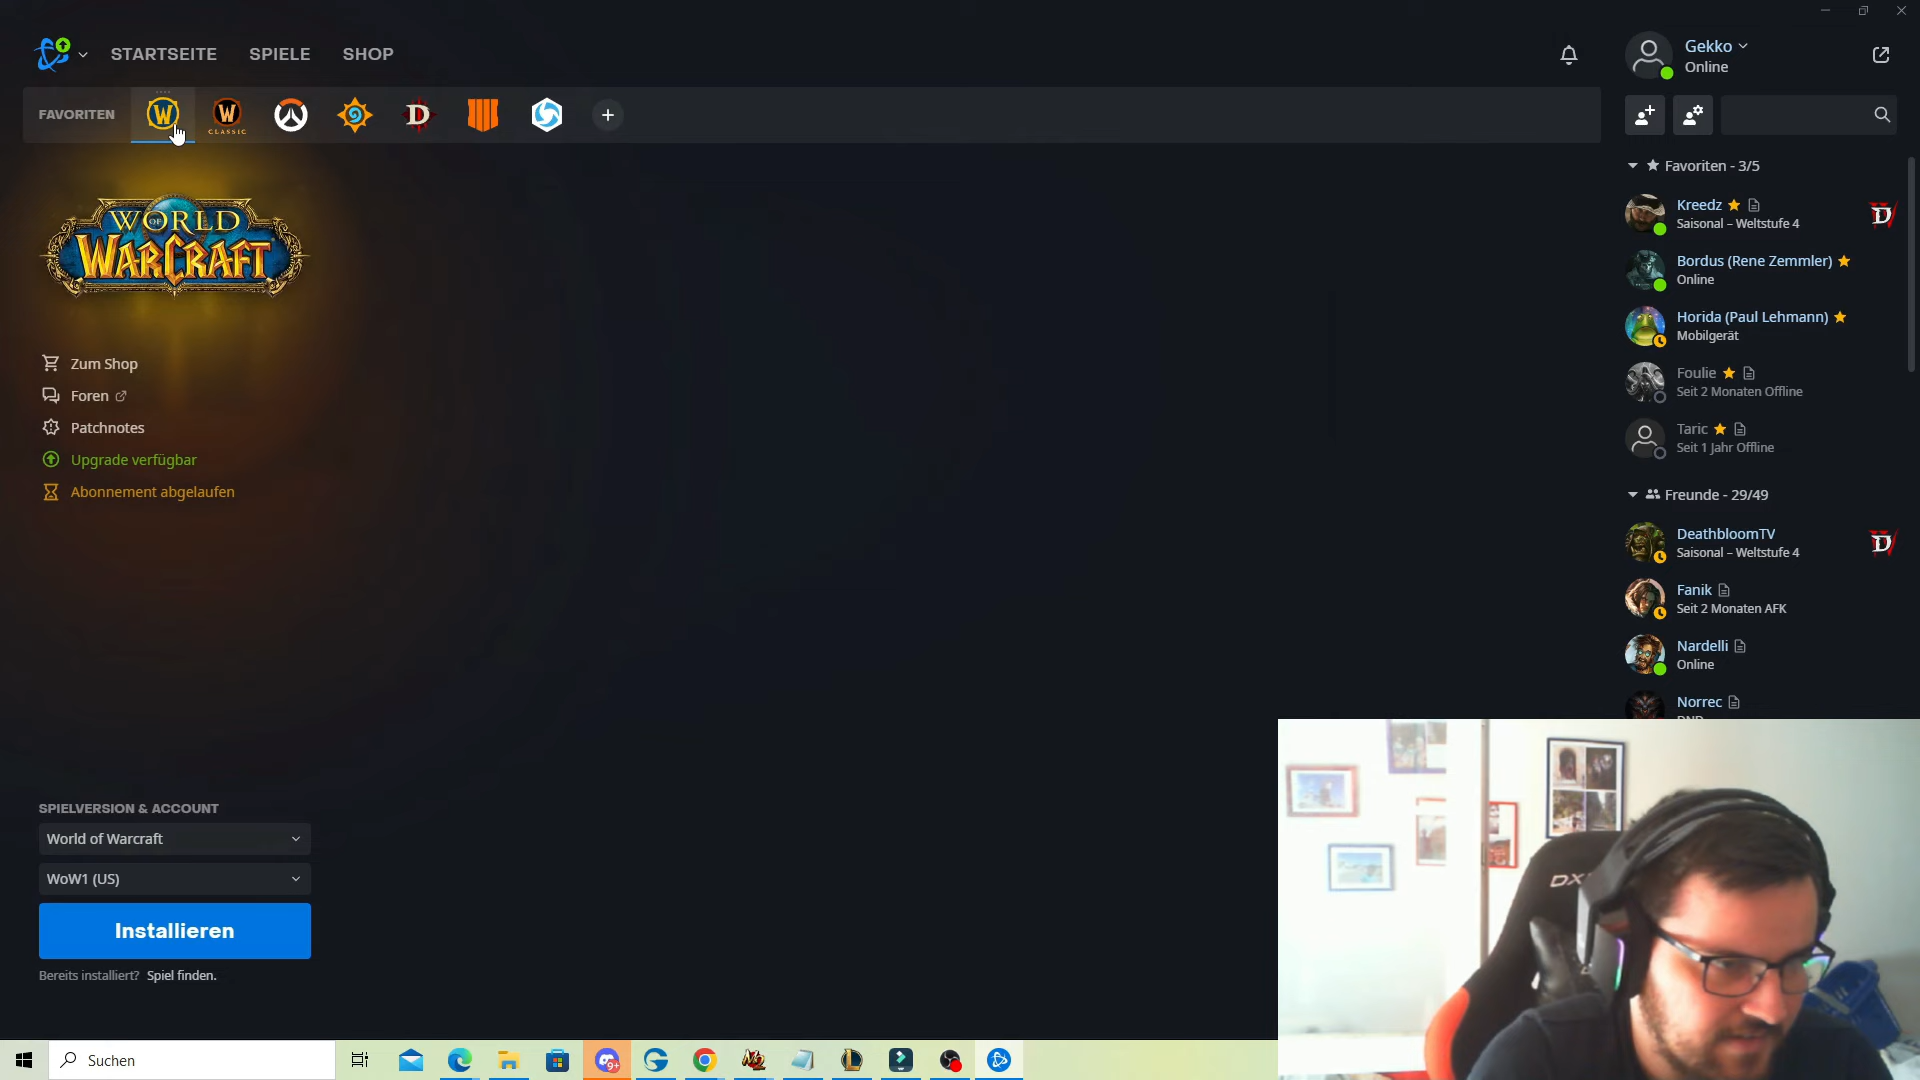 STARTSEITE SPIELE SHOP
FAVORITEN
CLASSIC
WORLD
OF
WARCRAFT
Zum Shop
Foren
Patchnotes
Upgrade verfügbar
Abonnement abgelaufen
SPIELVERSION & ACCOUNT
World of Warcraft
WoW1 (US)
Installieren
Bereits installiert? Spiel finden.
Gekko
Online
Favoriten - 3/5
Kreedz
Saisonal – Weltstufe 4
Bordus (Rene Zemmler)
Online
Horida (Paul Lehmann)
Mobilgerät
Foulie
Seit 2 Monaten Offline
Taric
Seit 1 Jahr Offline
Freunde - 29/49
DeathbloomTV
Saisonal – Weltstufe 4
Fanik
Seit 2 Monaten AFK
Nardelli
Online
Norrec
Suchen
9+